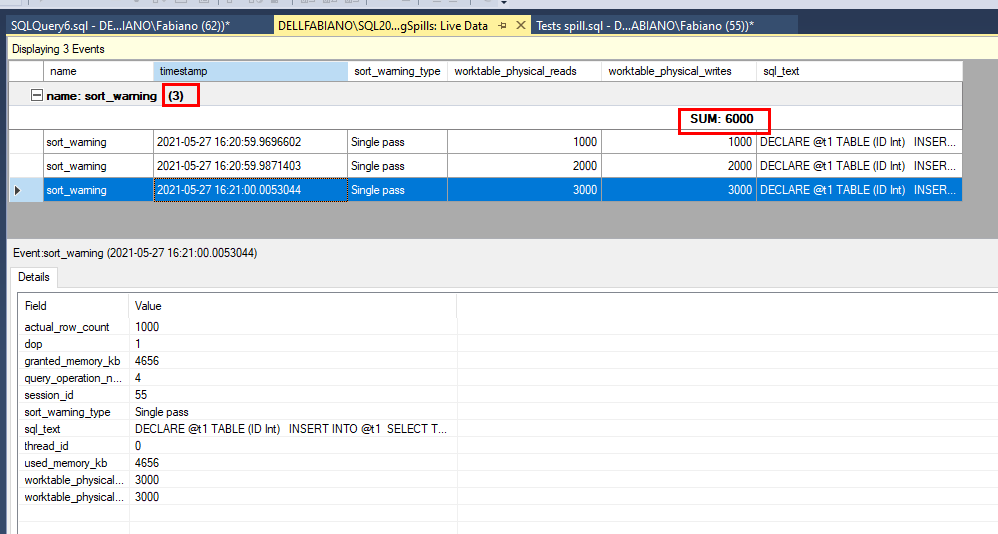 SQLQuery6.sql - DE...IANO\Fabiano (62))*
DELLFABIANO\SQL20...gSpills: Live Data
Tests spill.sql - D...ABIANO\Fabiano (55))*
Displaying 3 Events
name timestamp sort_warning_type worktable_physical_reads worktable_physical_writes sql_text
name: sort_warning (3)
SUM: 6000
sort_warning 2021-05-27 16:20:59.9696602 Single pass 1000 1000 DECLARE @t1 TABLE (ID Int) INSER...
sort_warning 2021-05-27 16:20:59.9871403 Single pass 2000 2000 DECLARE @t1 TABLE (ID Int) INSER...
sort_warning 2021-05-27 16:21:00.0053044 Single pass 3000 3000 DECLARE @t1 TABLE (ID Int) INSER...
Event:sort_warning (2021-05-27 16:21:00.0053044)
Details
Field Value
actual_row_count 1000
dop 1
granted_memory_kb 4656
query_operation_n... 4
session_id 55
sort_warning_type Single pass
sql_text DECLARE @t1 TABLE (ID Int) INSERT INTO @t1 SELECT T...
thread_id 0
used_memory_kb 4656
worktable_physical... 3000
worktable_physical... 3000